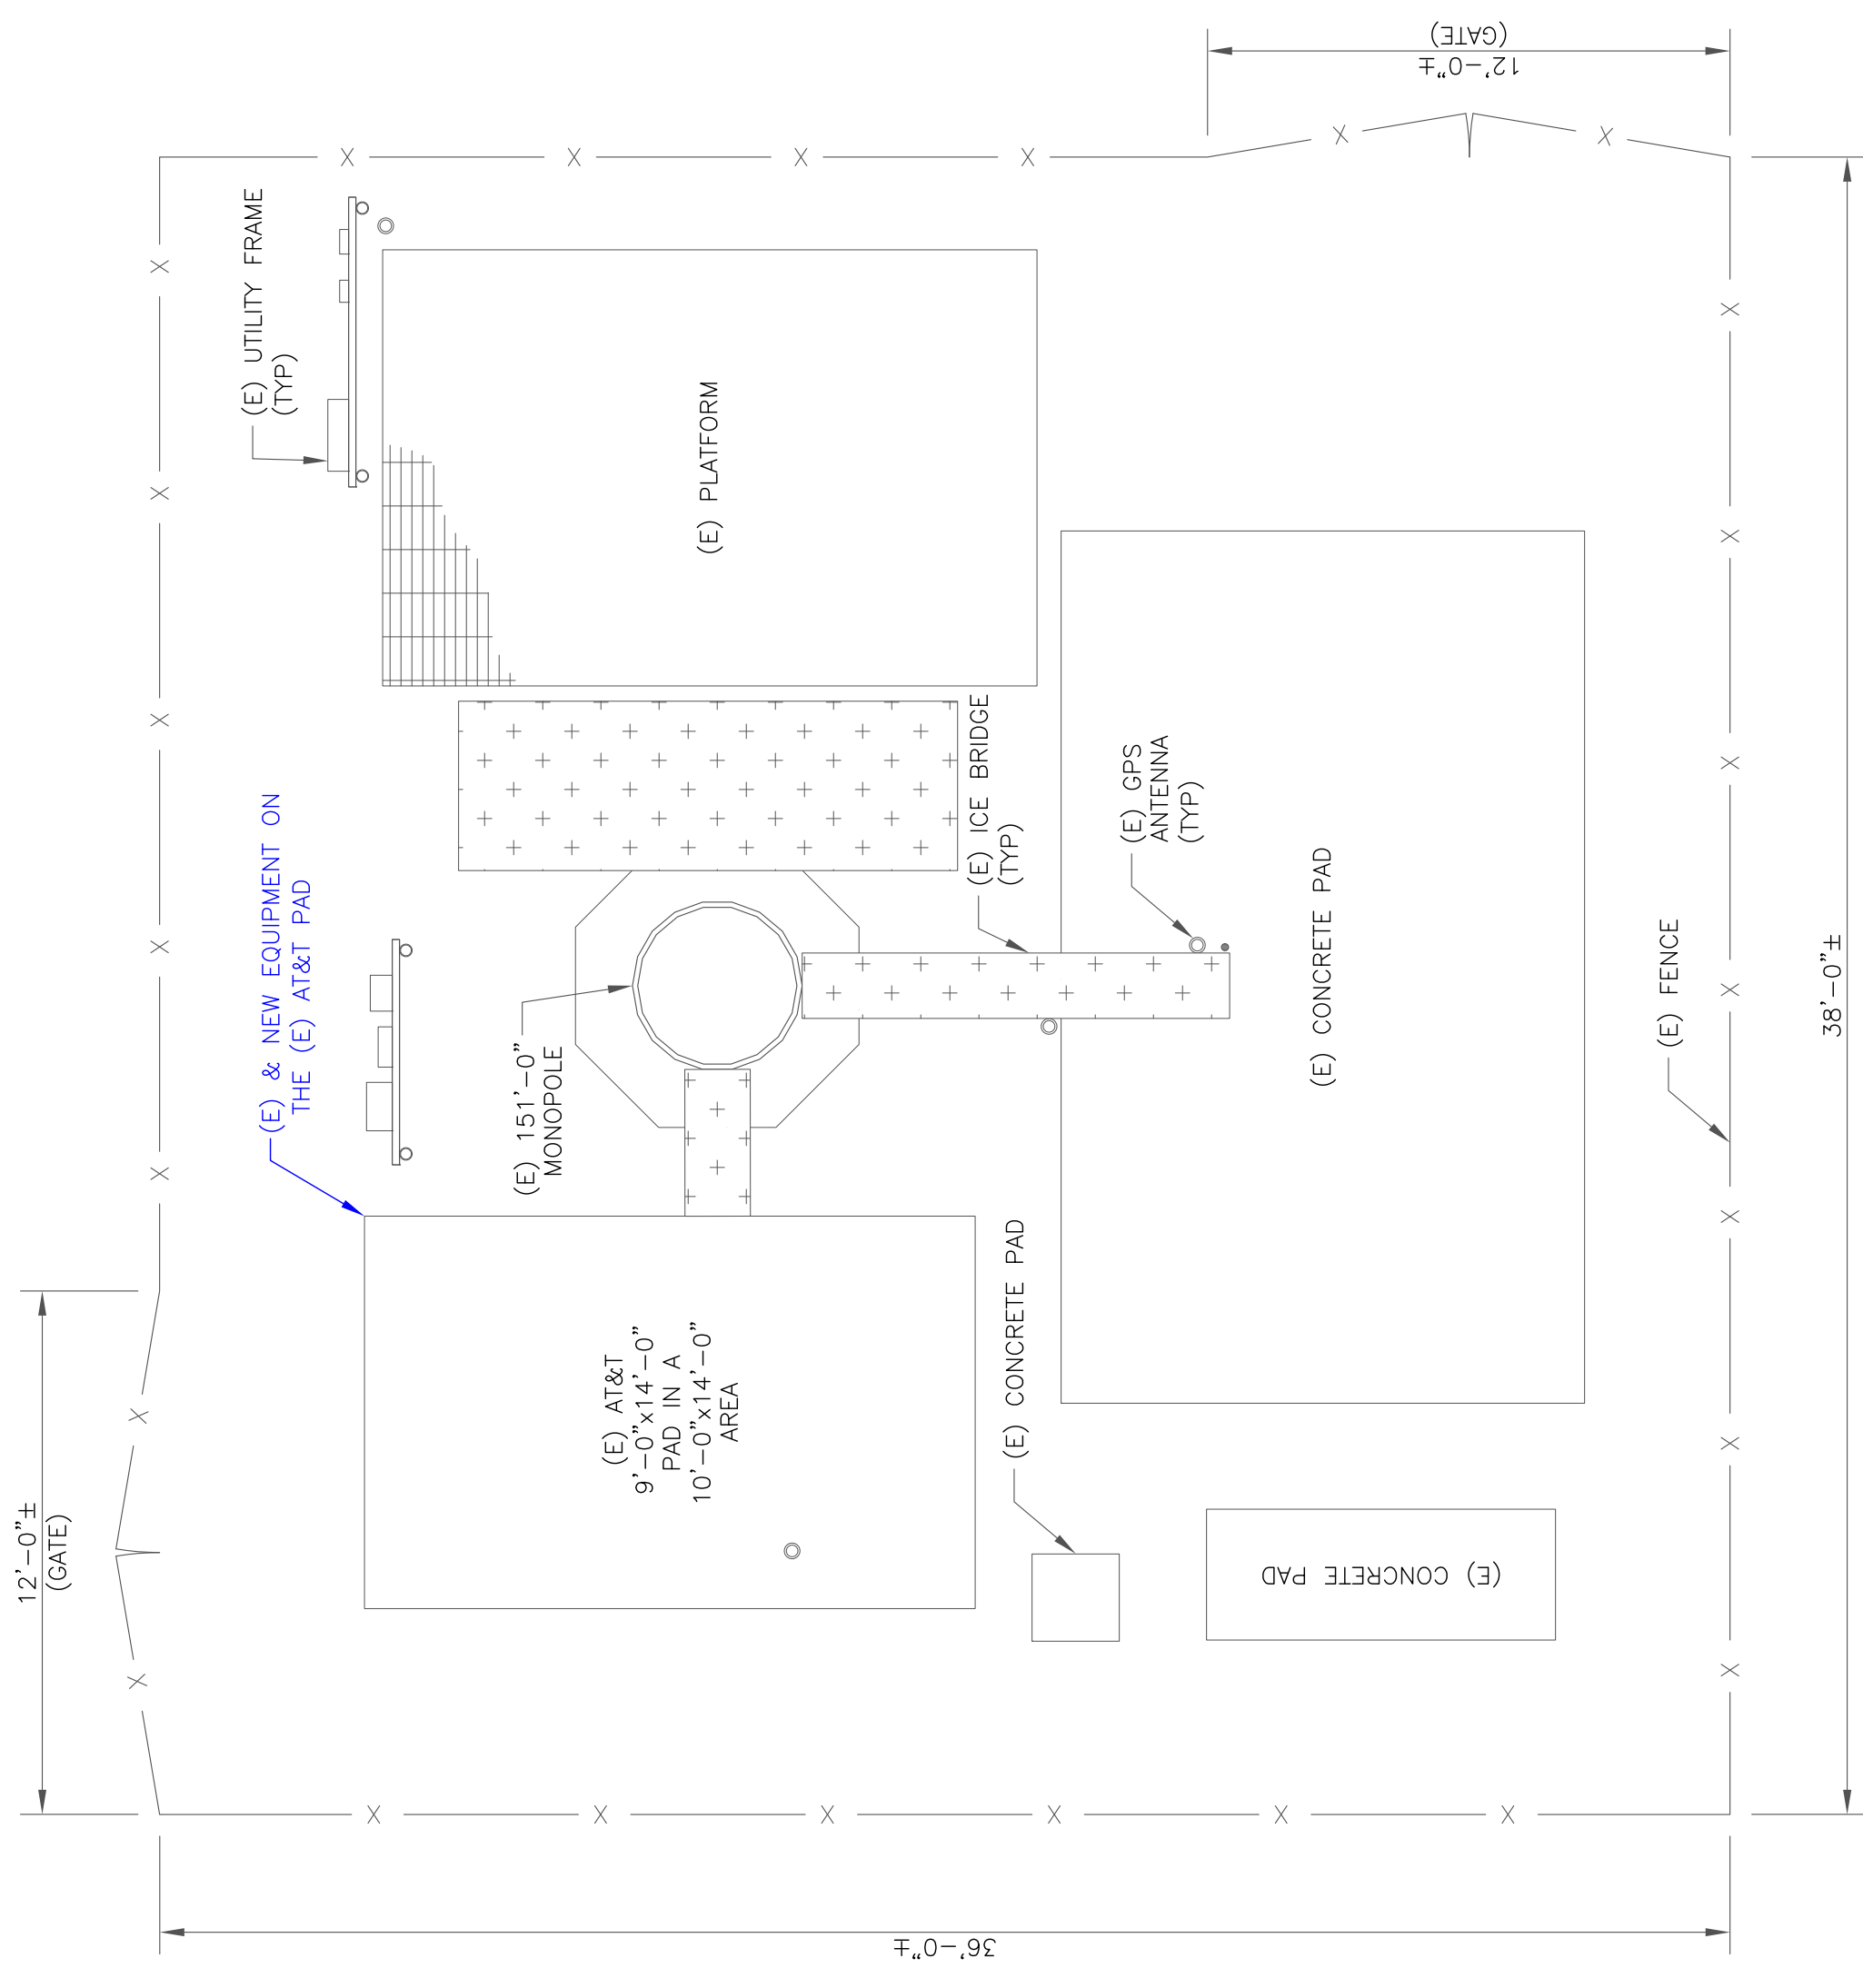 12'-0"±
(GATE)
(E) UTILITY FRAME
(TYP)
(E) PLATFORM
(E) & NEW EQUIPMENT ON
THE (E) AT&T PAD
(E) ICE BRIDGE
(TYP)
(E) GPS
ANTENNA
(TYP)
(E) 151'-0"
MONOPOLE
(E) CONCRETE PAD
(E) FENCE
38'-0"±
(E) AT&T
9'-0"x14'-0"
PAD IN A
10'-0"x14'-0"
AREA
(E) CONCRETE PAD
(E) CONCRETE PAD
12'-0"±
(GATE)
36'-0"±